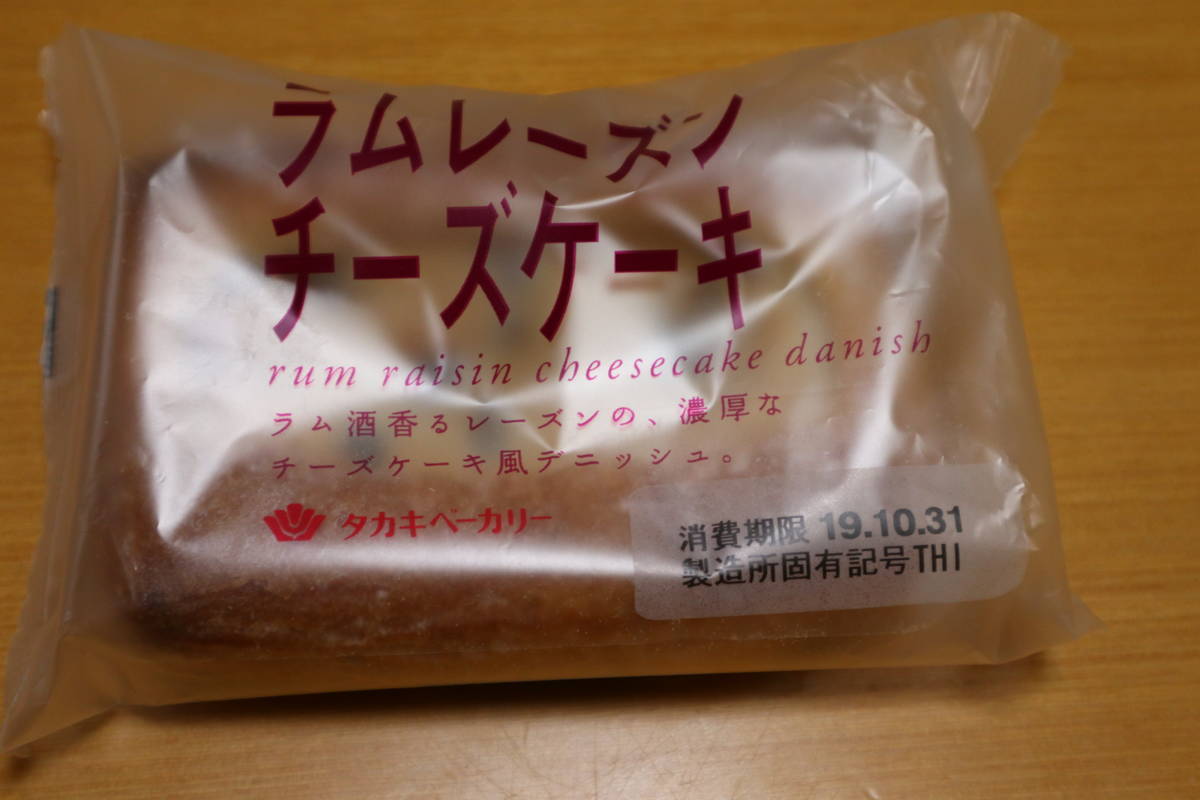 ラムレーズン
チーズケーキ
rum raisin cheesecake danish
ラム酒香るレーズンの、濃厚な
チーズケーキ風デニッシュ。
タカキベーカリー
消費期限 19.10.31
製造所固有記号THI